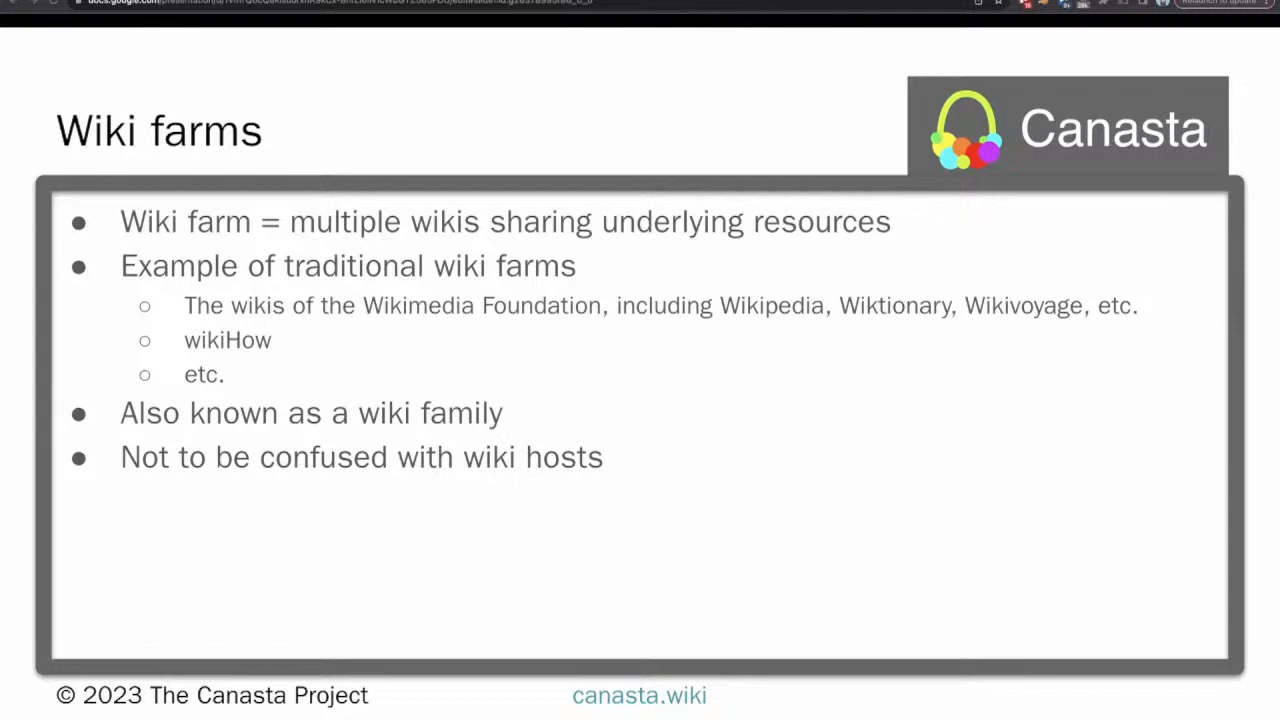 Wiki farms
Canasta
● Wiki farm = multiple wikis sharing underlying resources
● Example of traditional wiki farms
○ The wikis of the Wikimedia Foundation, including Wikipedia, Wiktionary, Wikivoyage, etc.
○ wikiHow
○ etc.
● Also known as a wiki family
● Not to be confused with wiki hosts
© 2023 The Canasta Project
canasta.wiki